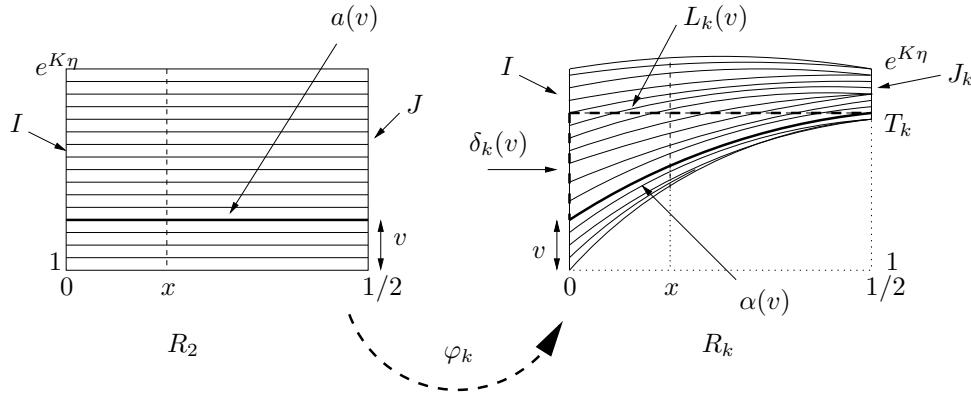 a(v)
L_k(v)
e^{Kη}
e^{Kη}
I
J_k
I
J
T_k
δ_k(v)
v
v
1
1
0
x
1/2
0
x
1/2
α(v)
R_2
φ_k
R_k